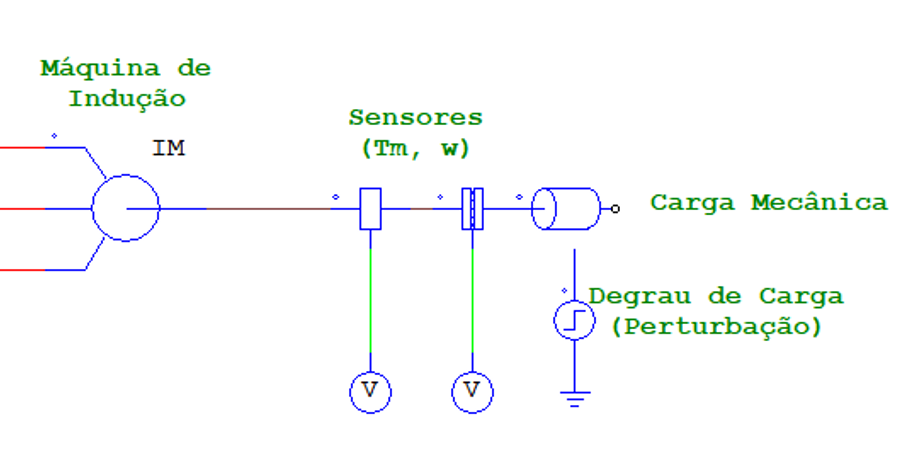 Máquina de
Indução
IM
Sensores
(Tm, w)
Carga Mecânica
Degrau de Carga
(Perturbação)
V
V